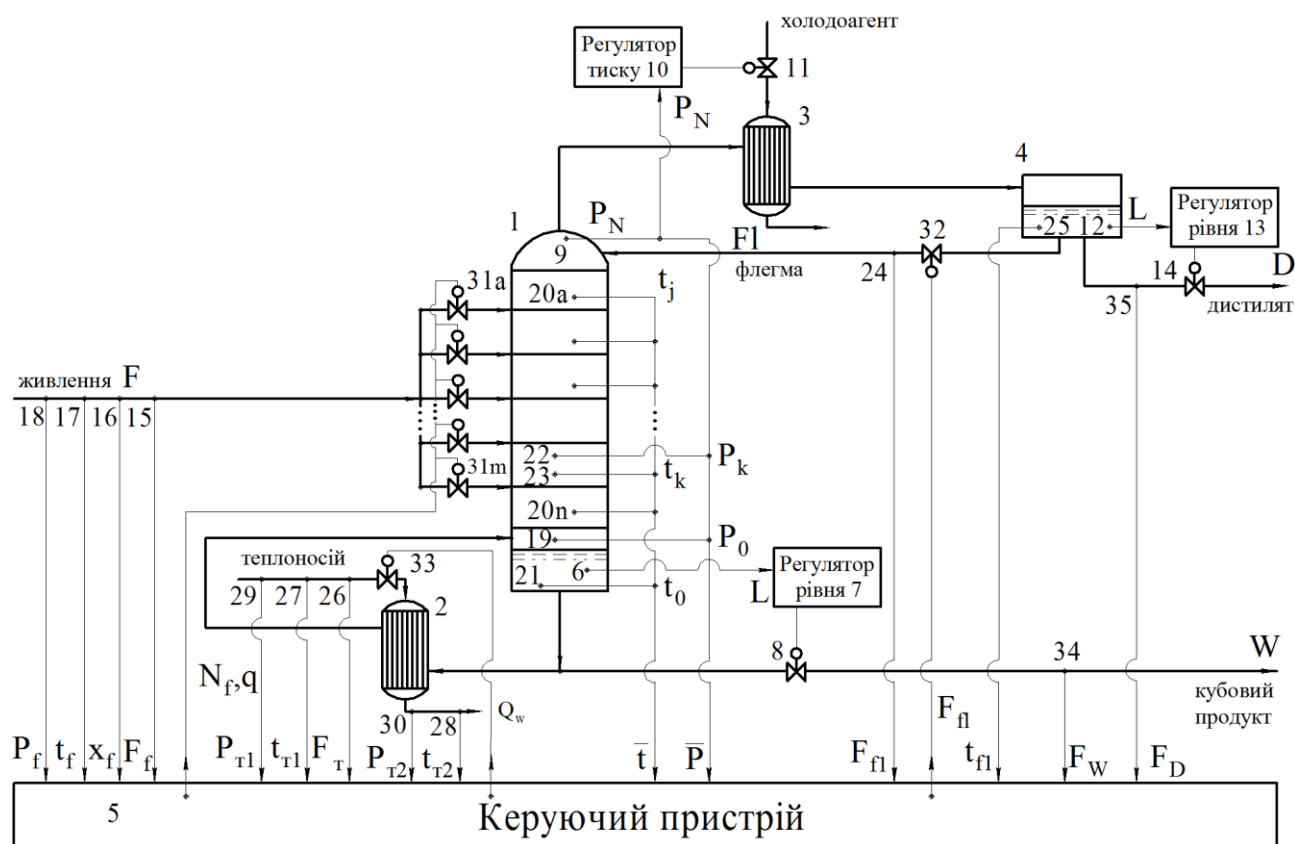 холодоагент
Регулятор
тиску 10
11
P_N
3
4
1
P_N
9
Fl
флегма
32
24
25 12
L
Регулятор
рівня 13
14
D
35
дистилят
31a
20a
t_j
живлення F
18 17 16 15
31m
22
P_k
23
t_k
20n
19
P_0
теплоносій
33
29 27 26
2
21
6
t_0
L
Регулятор
рівня 7
8
34
W
кубовий
продукт
N_f,q
30 28
Q_w
F_fl
P_f t_f x_f F_f
P_т1 t_т1 F_т
P_т2 t_т2
t̅
P̅
F_fl
t_fl
F_W
F_D
5
Керуючий пристрій